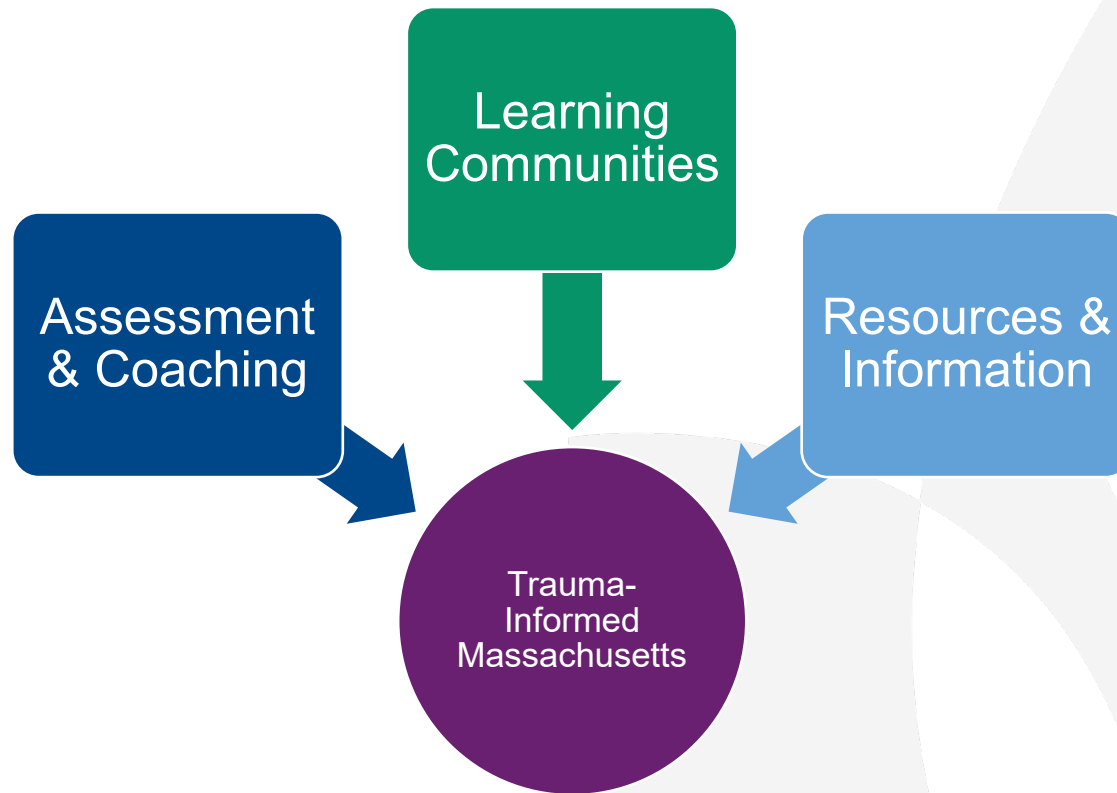 Learning
Communities
Assessment
& Coaching
Resources &
Information
Trauma-
Informed
Massachusetts